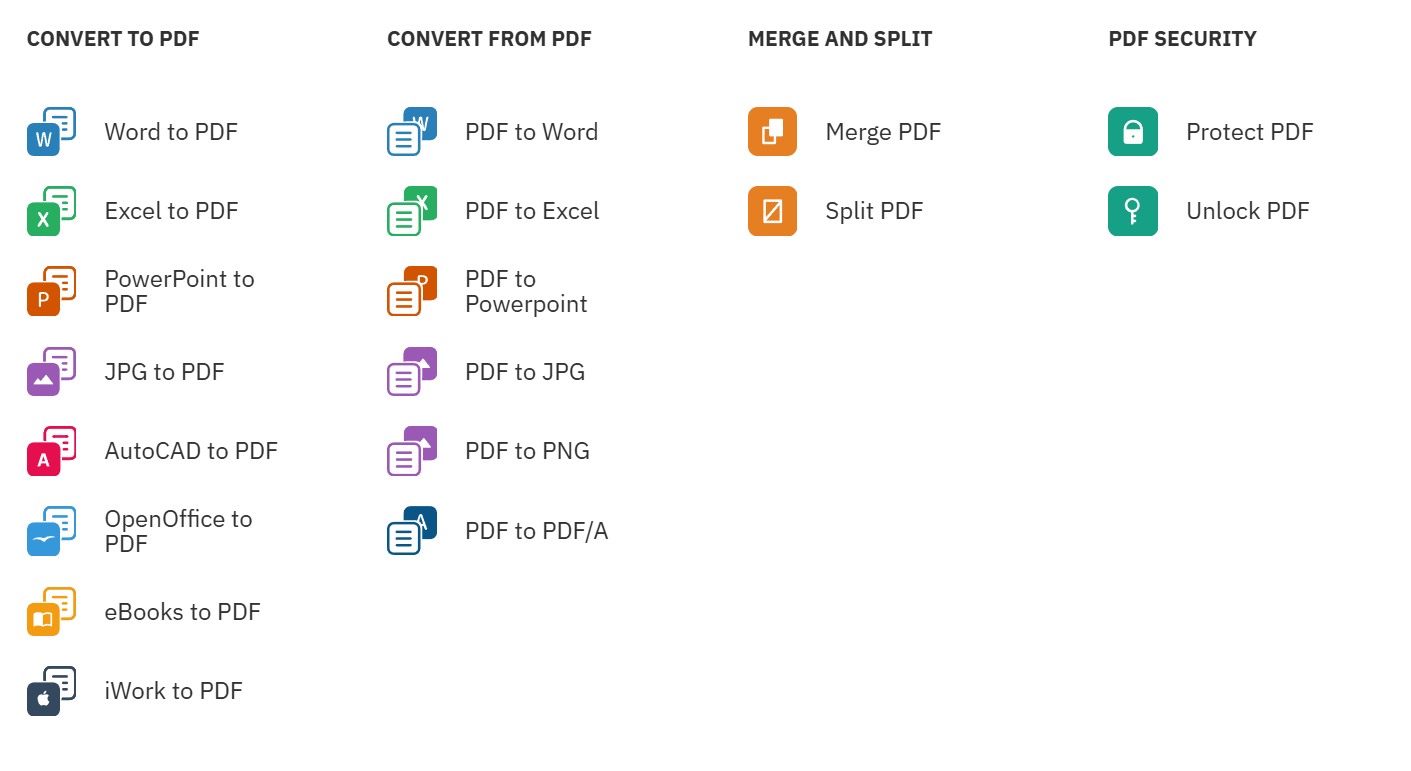 CONVERT TO PDF
W Word to PDF
X Excel to PDF
P PowerPoint to
PDF
JPG to PDF
A AutoCAD to PDF
OpenOffice to
PDF
eBooks to PDF
iWork to PDF
CONVERT FROM PDF
W PDF to Word
X PDF to Excel
P PDF to
Powerpoint
PDF to JPG
PDF to PNG
A PDF to PDF/A
MERGE AND SPLIT
Merge PDF
Split PDF
PDF SECURITY
Protect PDF
Unlock PDF